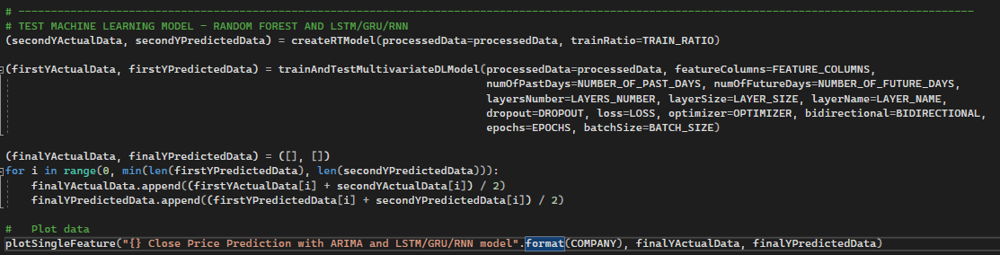 # ----------------------------------------------------------------------------------------------------------------------------------------------------
# TEST MACHINE LEARNING MODEL - RANDOM FOREST AND LSTM/GRU/RNN
(secondYActualData, secondYPredictedData) = createRTModel(processedData=processedData, trainRatio=TRAIN_RATIO)
(firstYActualData, firstYPredictedData) = trainAndTestMultivariateDLModel(processedData=processedData, featureColumns=FEATURE_COLUMNS,
numOfPastDays=NUMBER_OF_PAST_DAYS, numOfFutureDays=NUMBER_OF_FUTURE_DAYS,
layersNumber=LAYERS_NUMBER, layerSize=LAYER_SIZE, layerName=LAYER_NAME,
dropout=DROPOUT, loss=LOSS, optimizer=OPTIMIZER, bidirectional=BIDIRECTIONAL,
epochs=EPOCHS, batchSize=BATCH_SIZE)
(finalYActualData, finalYPredictedData) = ([], [])
for i in range(0, min(len(firstYPredictedData), len(secondYPredictedData))):
finalYActualData.append((firstYActualData[i] + secondYActualData[i]) / 2)
finalYPredictedData.append((firstYPredictedData[i] + secondYPredictedData[i]) / 2)
#   Plot data
plotSingleFeature("{} Close Price Prediction with ARIMA and LSTM/GRU/RNN model".format(COMPANY), finalYActualData, finalYPredictedData)